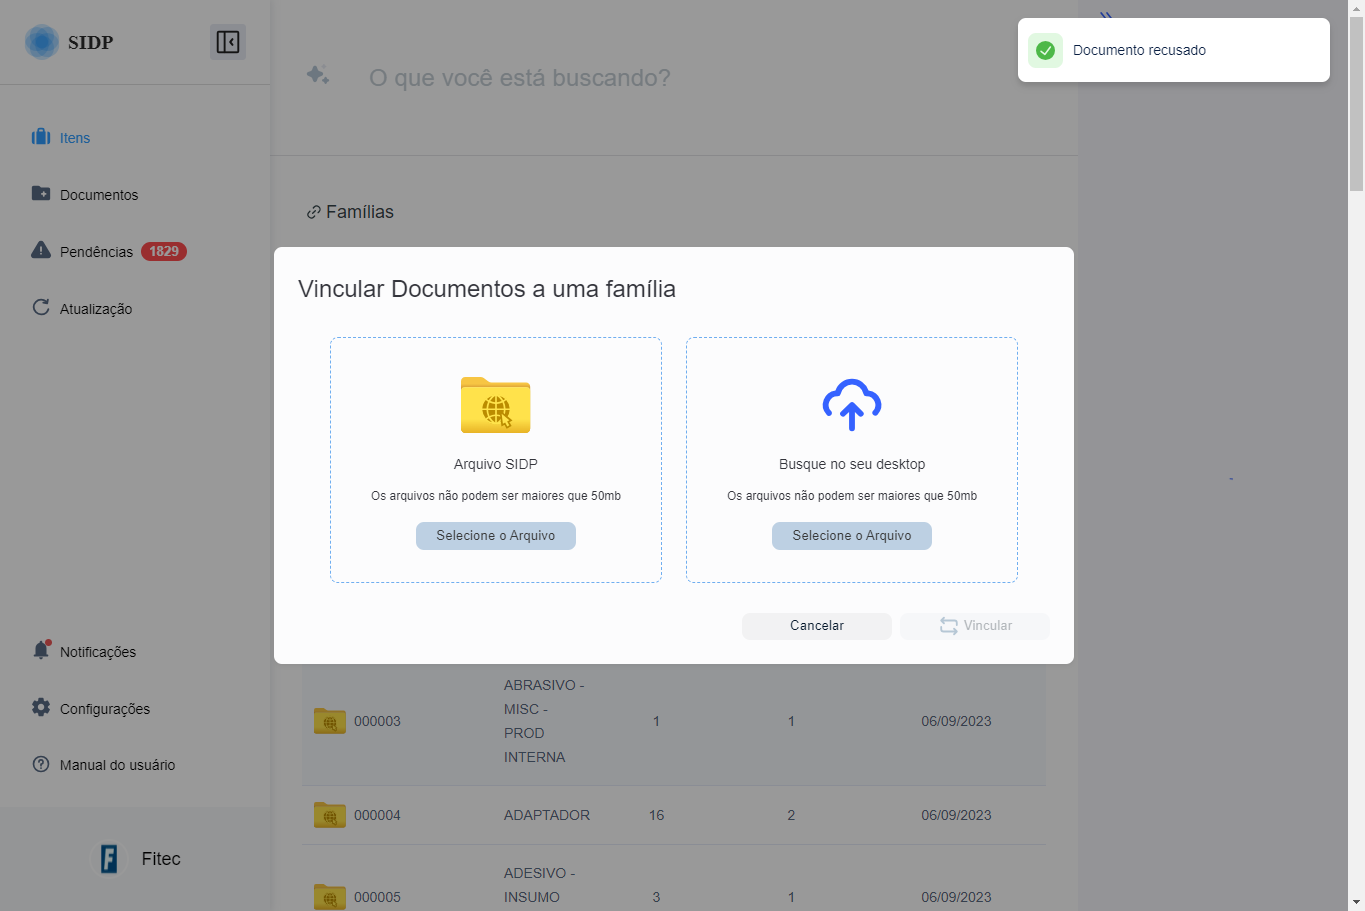 SIDP
O que você está buscando?
Documento recusado
Itens
Documentos
Pendências 1829
Atualização
Famílias
Vincular Documentos a uma família
Arquivo SIDP
Os arquivos não podem ser maiores que 50mb
Selecione o Arquivo
Busque no seu desktop
Os arquivos não podem ser maiores que 50mb
Selecione o Arquivo
Cancelar
Vincular
000003
ABRASIVO -
MISC -
PROD
INTERNA
1
1
06/09/2023
000004
ADAPTADOR
16
2
06/09/2023
000005
ADESIVO -
INSUMO
3
1
06/09/2023
Notificações
Configurações
Manual do usuário
Fitec